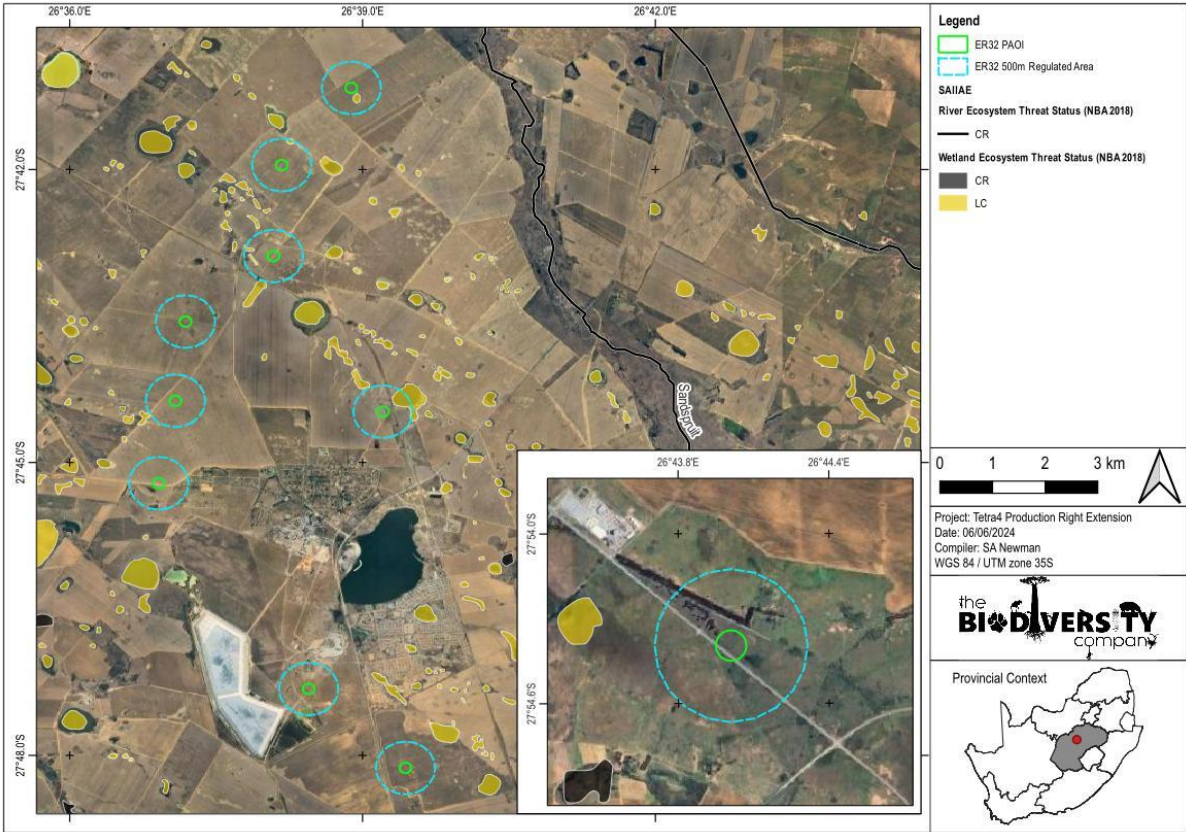 26°36.0'E 26°39.0'E 26°42.0'E
27°42.0'S
27°45.0'S
27°48.0'S
Sandspruit
26°43.8'E 26°44.4'E
27°54.0'S
27°54.6'S
Legend
ER32 PAOI
ER32 500m Regulated Area
SAIIAE
River Ecosystem Threat Status (NBA 2018)
CR
Wetland Ecosystem Threat Status (NBA 2018)
CR
LC
0 1 2 3 km
Project: Tetra4 Production Right Extension
Date: 06/06/2024
Compiler: SA Newman
WGS 84 / UTM zone 35S
the
BIODIVERSITY
company
Provincial Context